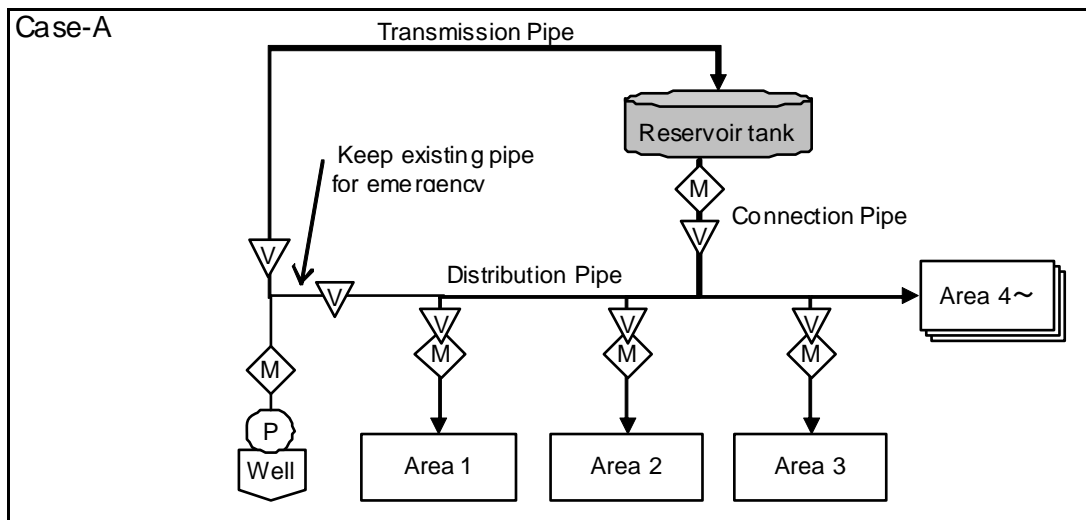 Case-A
Transmission Pipe
Reservoir tank
Keep existing pipe
for emergency
M
Connection Pipe
V
V
Distribution Pipe
V
Area 4~
V
V
V
M
M
M
M
P
Well
Area 1
Area 2
Area 3